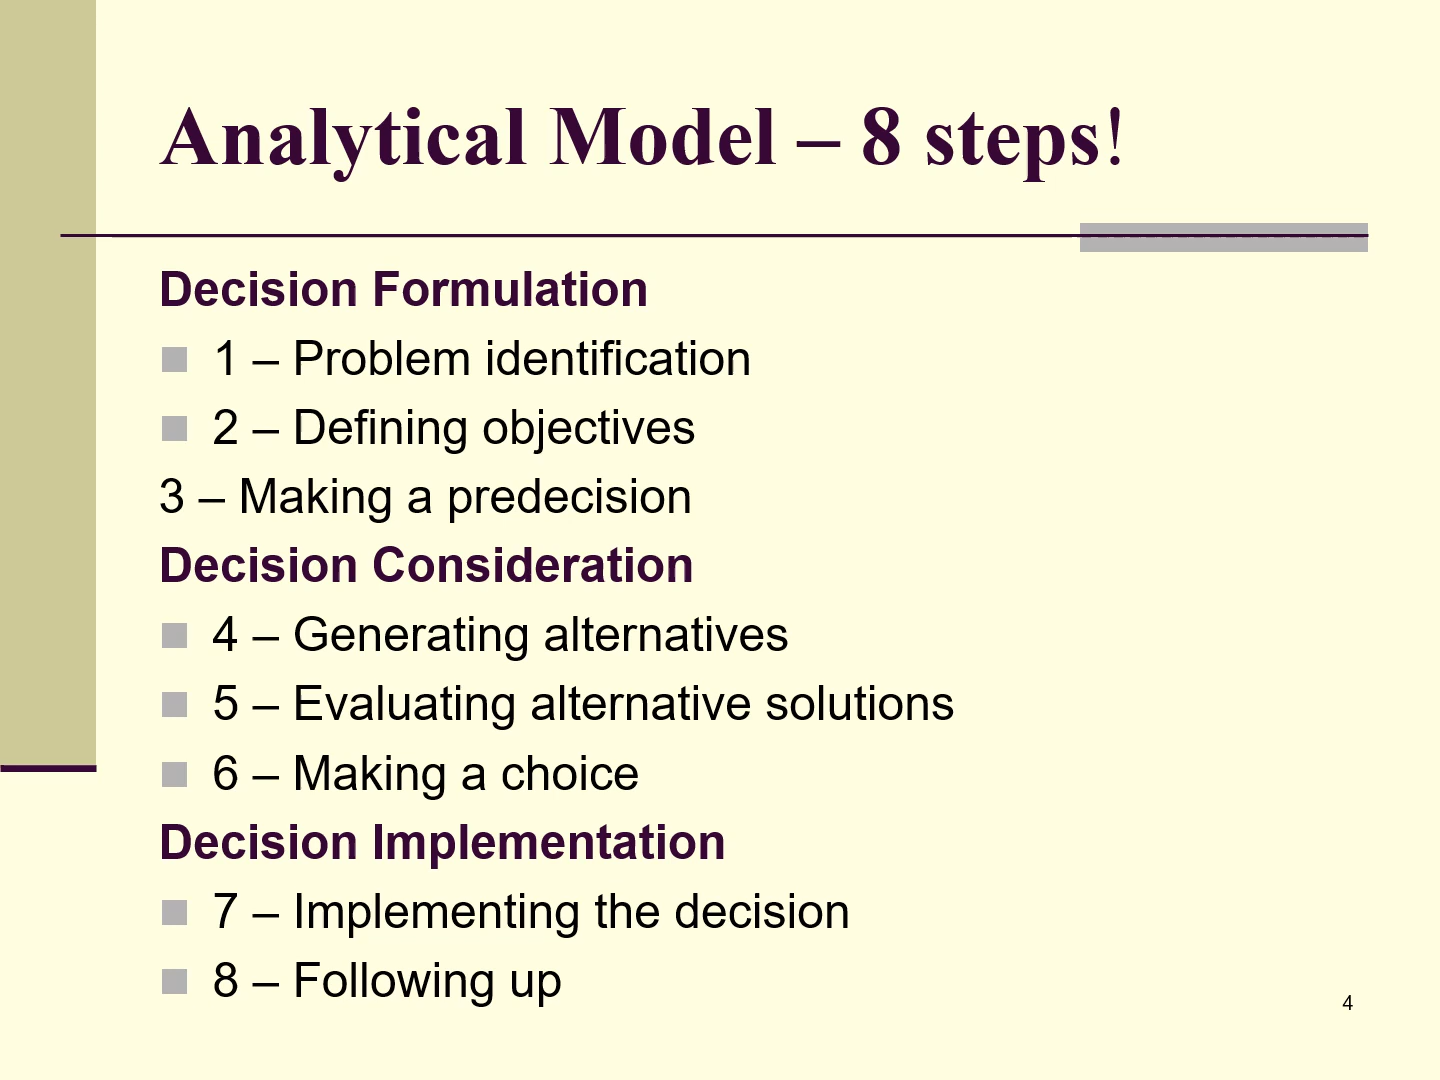 Analytical Model – 8 steps!
Decision Formulation
1 – Problem identification
2 – Defining objectives
3 – Making a predecision
Decision Consideration
4 – Generating alternatives
5 – Evaluating alternative solutions
6 – Making a choice
Decision Implementation
7 – Implementing the decision
8 – Following up
4